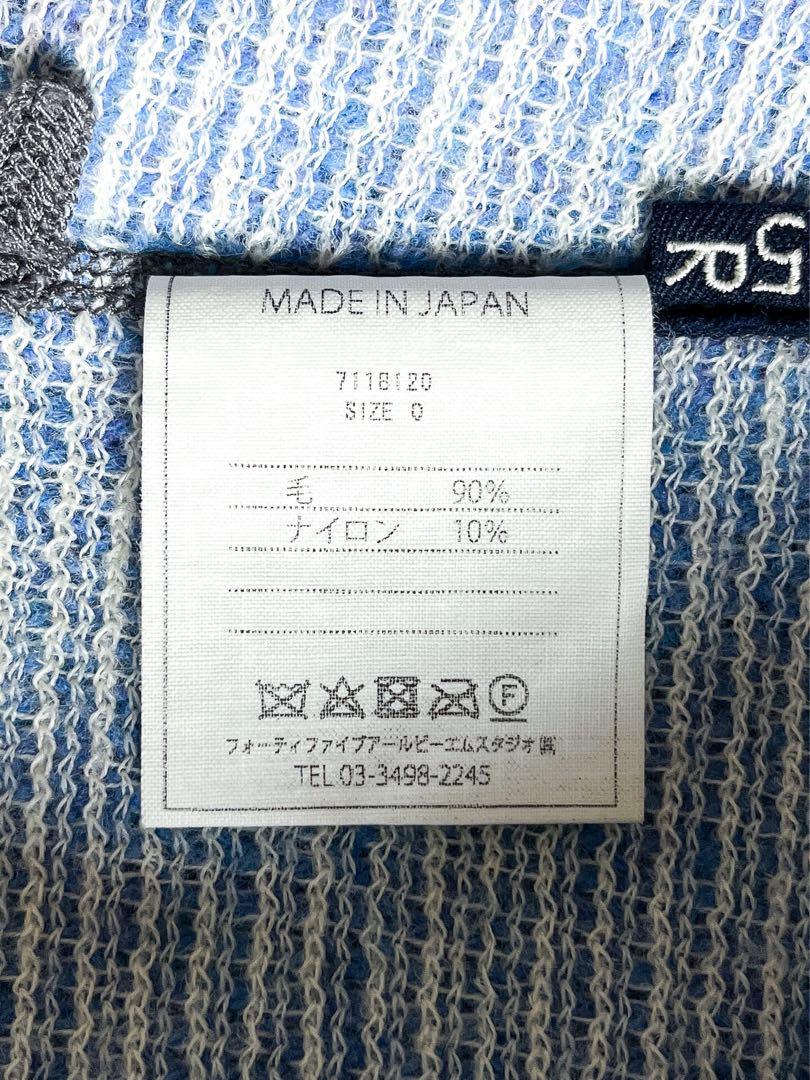 MADE IN JAPAN
7118120
SIZE 0
毛 90%
ナイロン 10%
F
フォーティファイブアールピーエムスタジオ㈱
TEL 03-3498-2245
45R